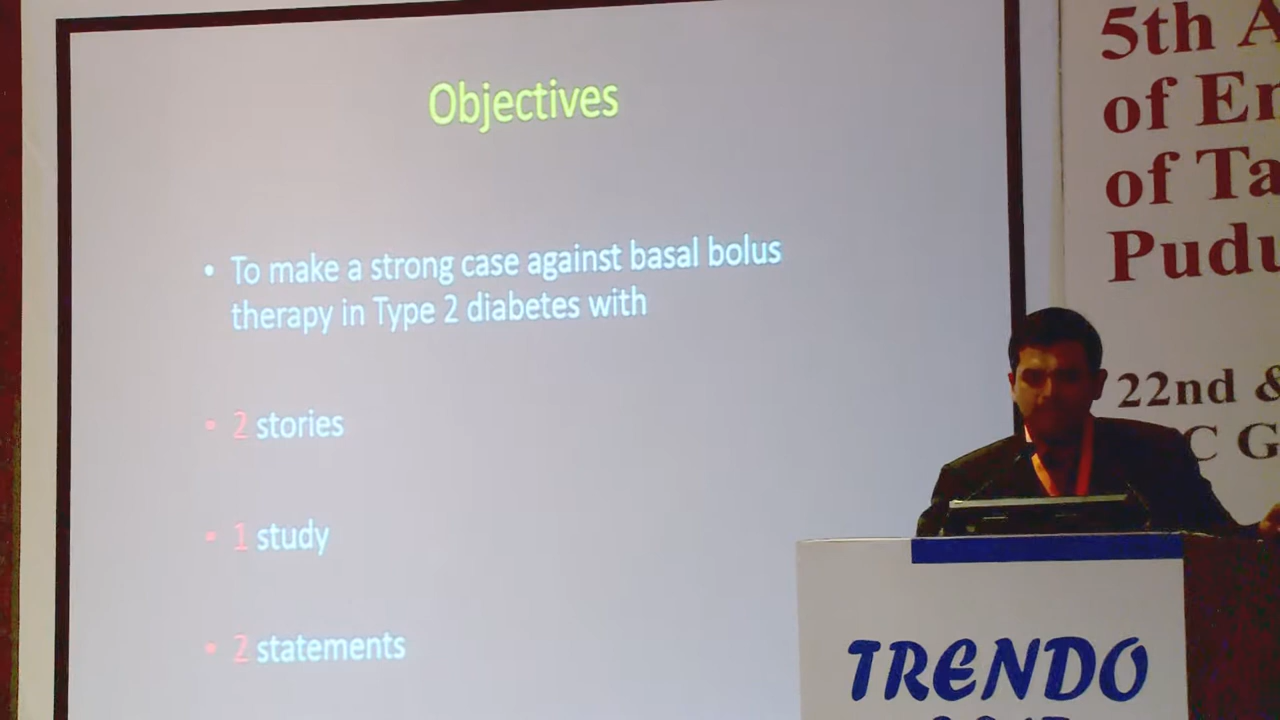 Objectives
• To make a strong case against basal bolus
therapy in Type 2 diabetes with
• 2 stories
• 1 study
• 2 statements
5th A
of En
of Ta
Pudu
22nd &
C G
TRENDO